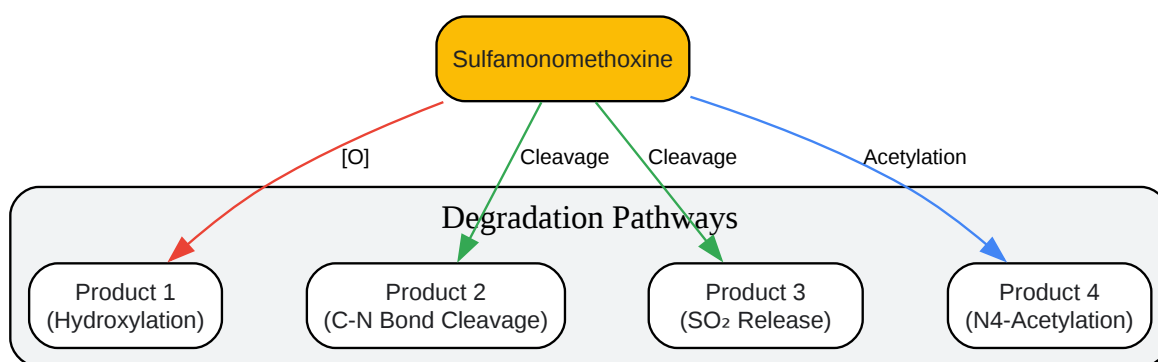 Sulfamonomethoxine
[O]
Cleavage
Cleavage
Acetylation
Degradation Pathways
Product 1
(Hydroxylation)
Product 2
(C-N Bond Cleavage)
Product 3
(SO₂ Release)
Product 4
(N4-Acetylation)